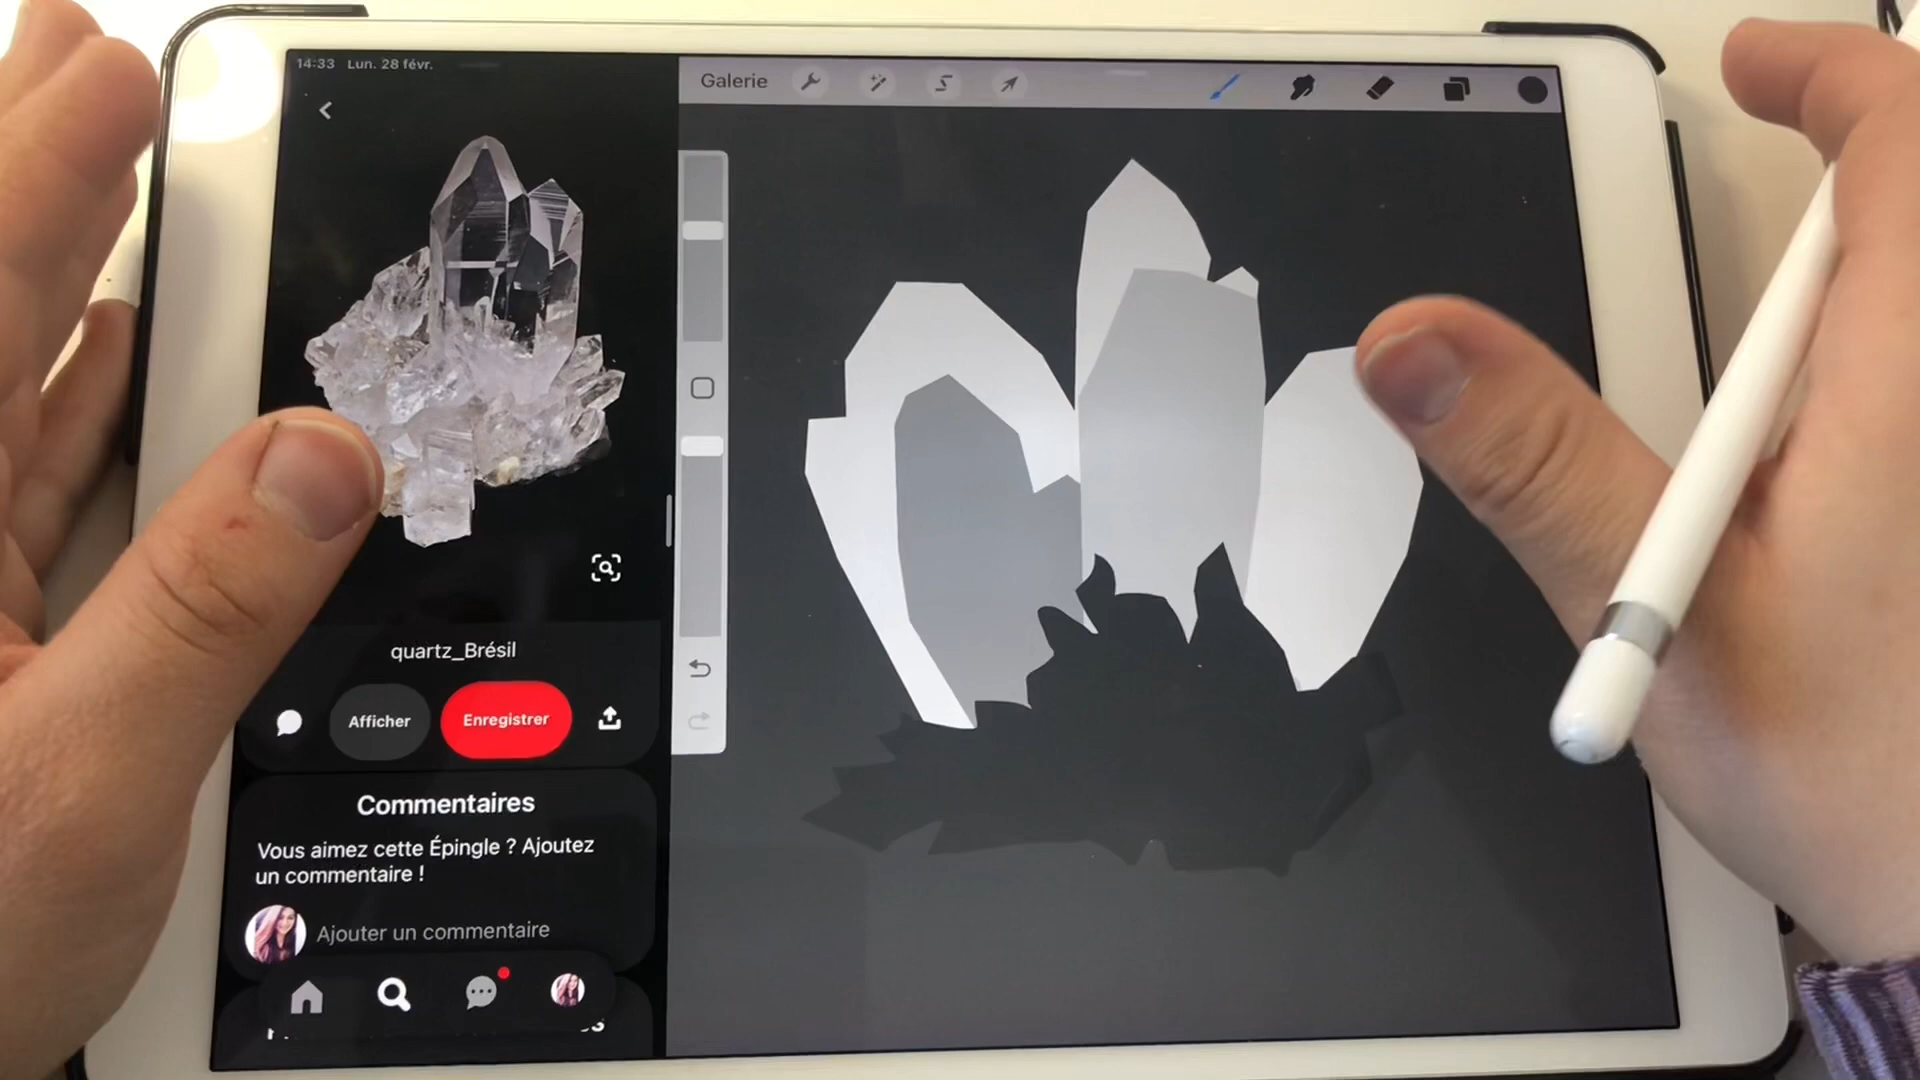 14:33 Lun. 28 févr.
Galerie
quartz_Brésil
Afficher
Enregistrer
Commentaires
Vous aimez cette Épingle ? Ajoutez
un commentaire !
Ajouter un commentaire